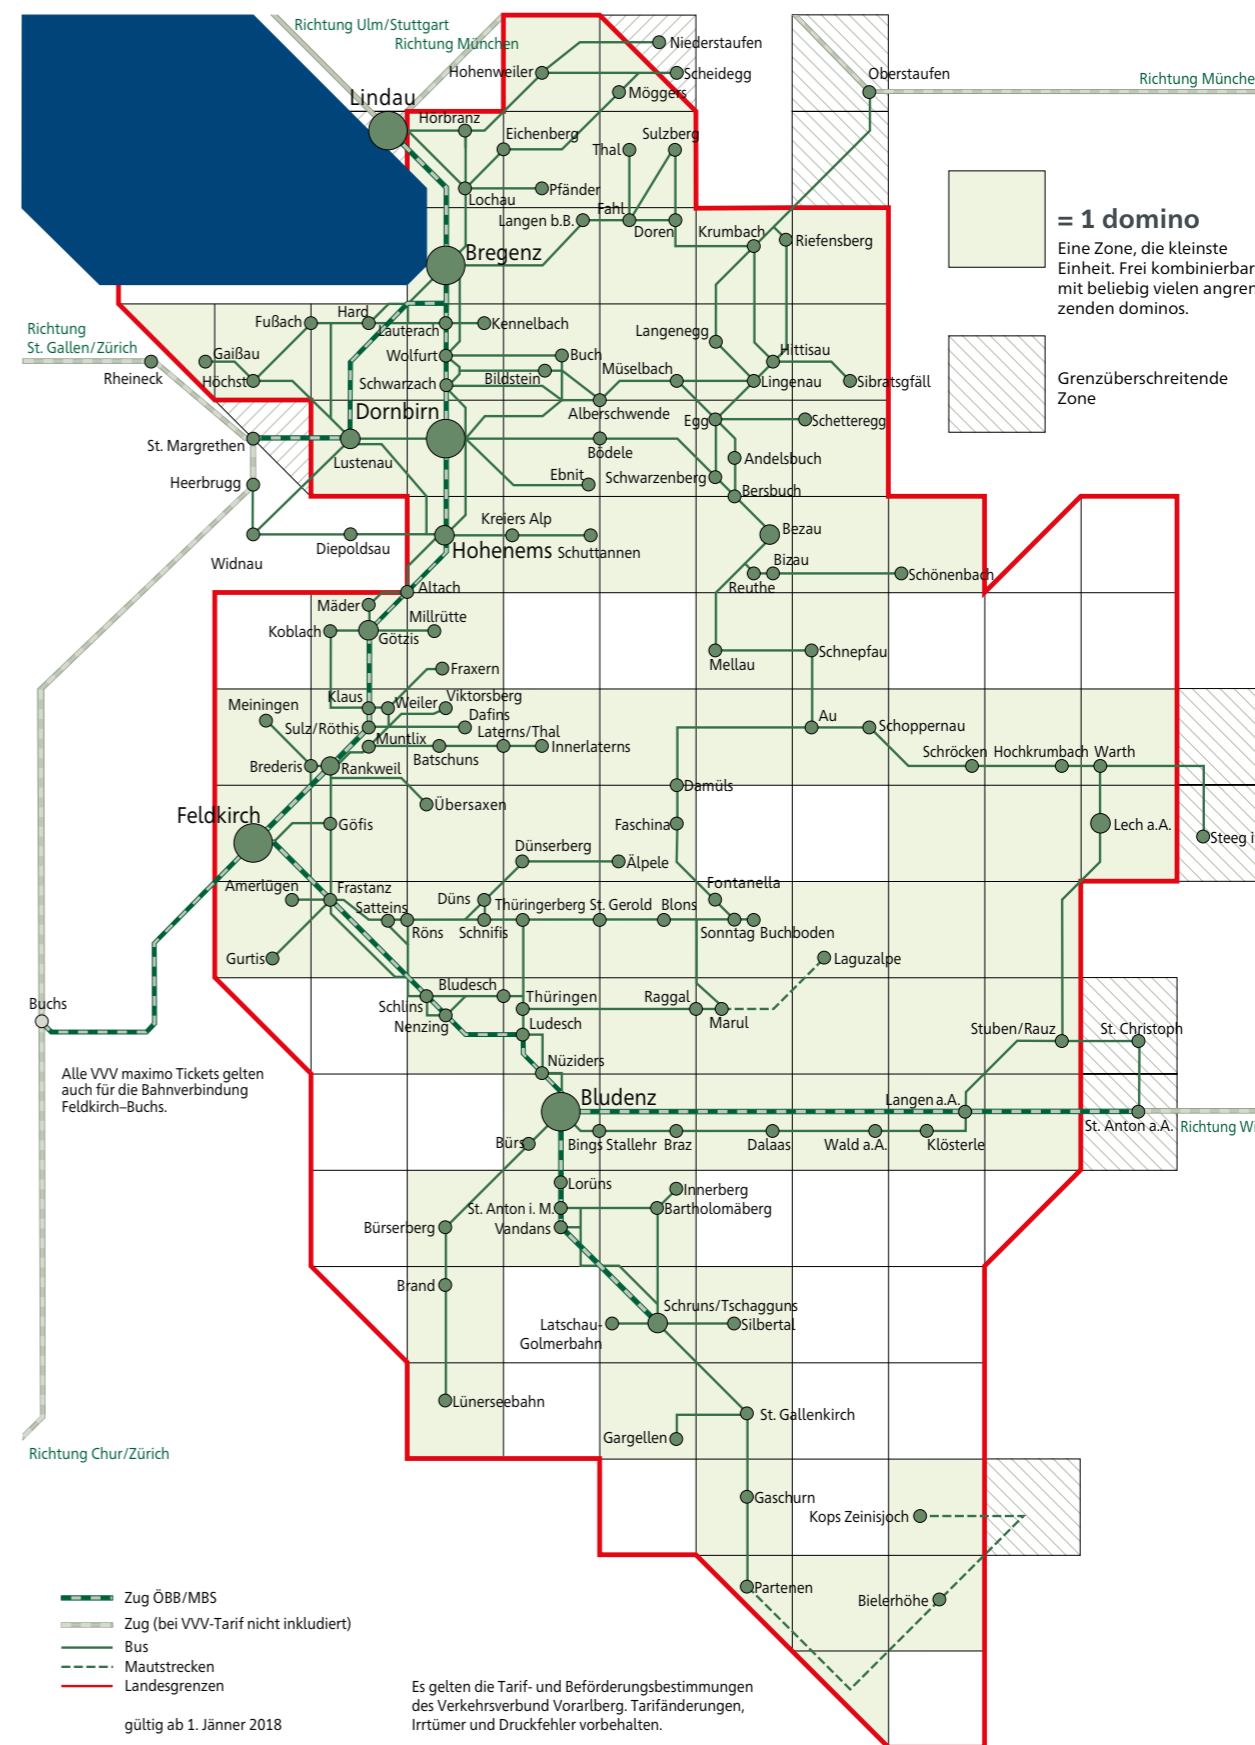 Richtung Ulm/Stuttgart
Richtung München
Niederstaufen
Hohenweiler
Scheidegg
Oberstaufen
Richtung Münche
Möggers
Lindau
Hörbranz
Eichenberg
Thal
Sulzberg
Pfänder
Lochau
Langen b.B.
Fahl
Doren
Krumbach
Riefensberg
= 1 domino
Eine Zone, die kleinste
Einheit. Frei kombinierbar
mit beliebig vielen angren
zenden dominos.
Bregenz
Richtung
St. Gallen/Zürich
Fußach
Hard
Lauterach
Kennelbach
Langenegg
Rheineck
Gaißau
Höchst
Wolfurt
Buch
Hittisau
Schwarzach
Bildstein
Müselbach
Lingenau
Sibratsgfäll
Grenzüberschreitende
Zone
Dornbirn
Alberschwende
Egg
Schetteregg
St. Margrethen
Lustenau
Bödele
Andelsbuch
Heerbrugg
Ebnit
Schwarzenberg
Bersbuch
Widnau
Diepoldsau
Hohenems
Kreiers Alp
Schuttannen
Bezau
Bizau
Reuthe
Schönenbach
Altach
Mäder
Koblach
Götzis
Millrütte
Mellau
Schnepfau
Fraxern
Klaus
Weiler
Viktorsberg
Meiningen
Sulz/Röthis
Dafins
Au
Schoppernau
Muntlix
Laterns/Thal
Batschuns
Innerlaterns
Schröcken
Hochkrumbach
Warth
Brederis
Rankweil
Damüls
Übersaxen
Feldkirch
Göfis
Faschina
Lech a.A.
Steeg i
Dünserberg
Älpele
Amerlügen
Frastanz
Satteins
Düns
Thüringerberg
St. Gerold
Blons
Fontanella
Röns
Schnifis
Sonntag
Buchboden
Gurtis
Laguzalpe
Buchs
Bludesch
Schlins
Thüringen
Raggal
Nenzing
Ludesch
Marul
Stuben/Rauz
St. Christoph
Nüziders
Alle VVV maximo Tickets gelten
auch für die Bahnverbindung
Feldkirch–Buchs.
Bludenz
Langen a.A.
St. Anton a.A.
Richtung Wi
Bürs
Bings
Stallehr
Braz
Dalaas
Wald a.A.
Klösterle
Lorüns
Innerberg
St. Anton i. M.
Bartholomäberg
Bürserberg
Vandans
Brand
Schruns/Tschagguns
Latschau-
Golmerbahn
Silbertal
Lünerseebahn
St. Gallenkirch
Gargellen
Richtung Chur/Zürich
Gaschurn
Kops Zeinisjoch
Partenen
Bielerhöhe
Zug ÖBB/MBS
Zug (bei VVV-Tarif nicht inkludiert)
Bus
Mautstrecken
Landesgrenzen
gültig ab 1. Jänner 2018
Es gelten die Tarif- und Beförderungsbestimmungen
des Verkehrsverbund Vorarlberg. Tarifänderungen,
Irrtümer und Druckfehler vorbehalten.